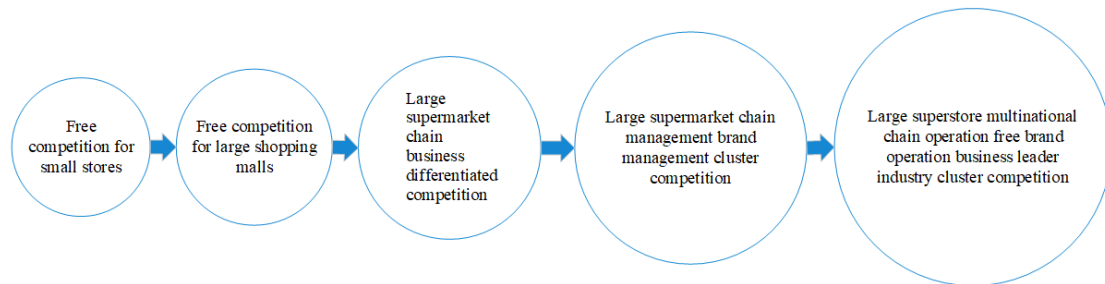 Free
competition for
small stores
Free competition
for large shopping
malls
Large
supermarket
chain
business
differentiated
competition
Large supermarket chain
management brand
management cluster
competition
Large superstore multinational
chain operation free brand
operation business leader
industry cluster competition